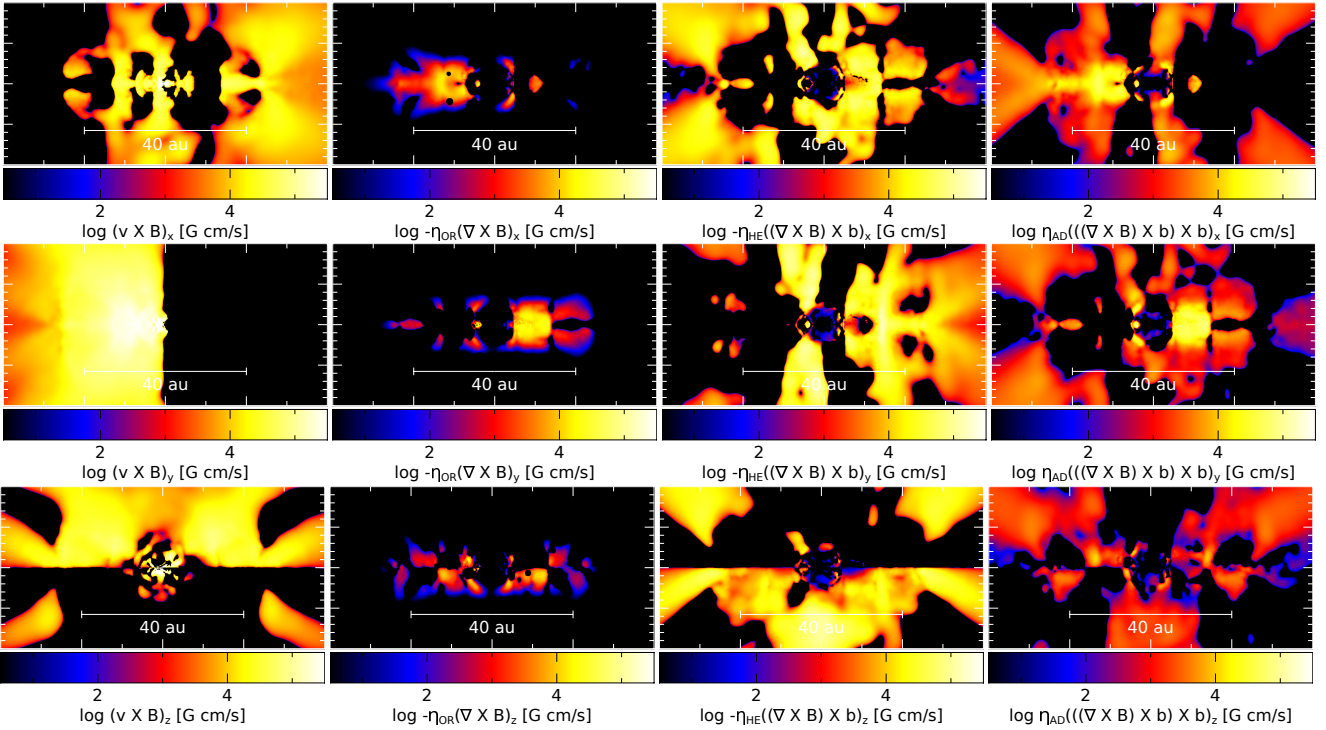 40 au 40 au 40 au 40 au
2 4 2 4 2 4 2 4
log (v X B)x [G cm/s] log -ηOR(∇ X B)x [G cm/s] log -ηHE((∇ X B) X b)x [G cm/s] log ηAD(((∇ X B) X b) X b)x [G cm/s]
40 au 40 au 40 au 40 au
2 4 2 4 2 4 2 4
log (v X B)y [G cm/s] log -ηOR(∇ X B)y [G cm/s] log -ηHE((∇ X B) X b)y [G cm/s] log ηAD(((∇ X B) X b) X b)y [G cm/s]
40 au 40 au 40 au 40 au
2 4 2 4 2 4 2 4
log (v X B)z [G cm/s] log -ηOR(∇ X B)z [G cm/s] log -ηHE((∇ X B) X b)z [G cm/s] log ηAD(((∇ X B) X b) X b)z [G cm/s]